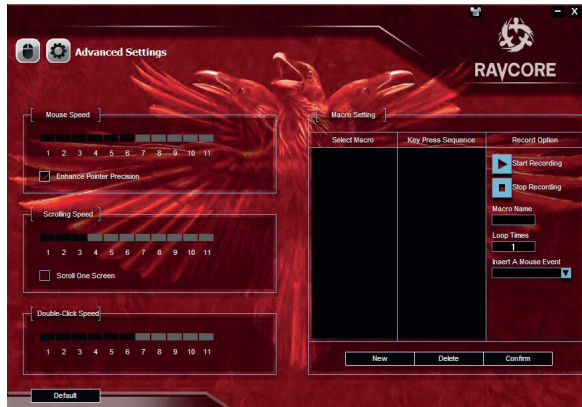 Advanced Settings
RAVCORE
Mouse Speed
1 2 3 4 5 6 7 8 9 10 11
Enhance Pointer Precision
Scrolling Speed
1 2 3 4 5 6 7 8 9 10 11
Scroll One Screen
Double-Click Speed
1 2 3 4 5 6 7 8 9 10 11
Default
Macro Setting
Select Macro
Key Press Sequence
Record Option
Start Recording
Stop Recording
Macro Name
Loop Times
1
Insert A Mouse Event
New
Delete
Confirm